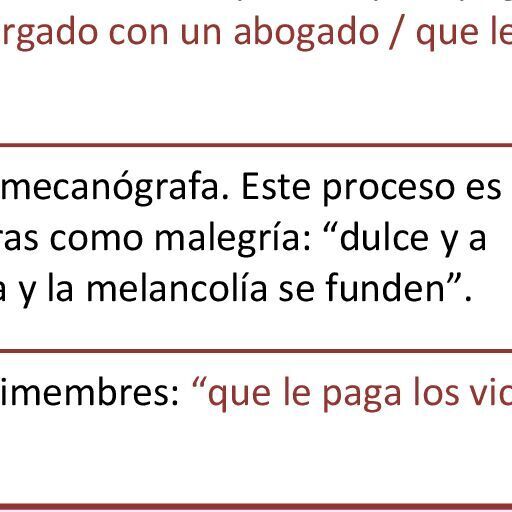 rgado con un abogado / que le
mecanógrafa. Este proceso es
ras como malegría: “dulce y a
a y la melancolía se funden”.
imembres: “que le paga los vic